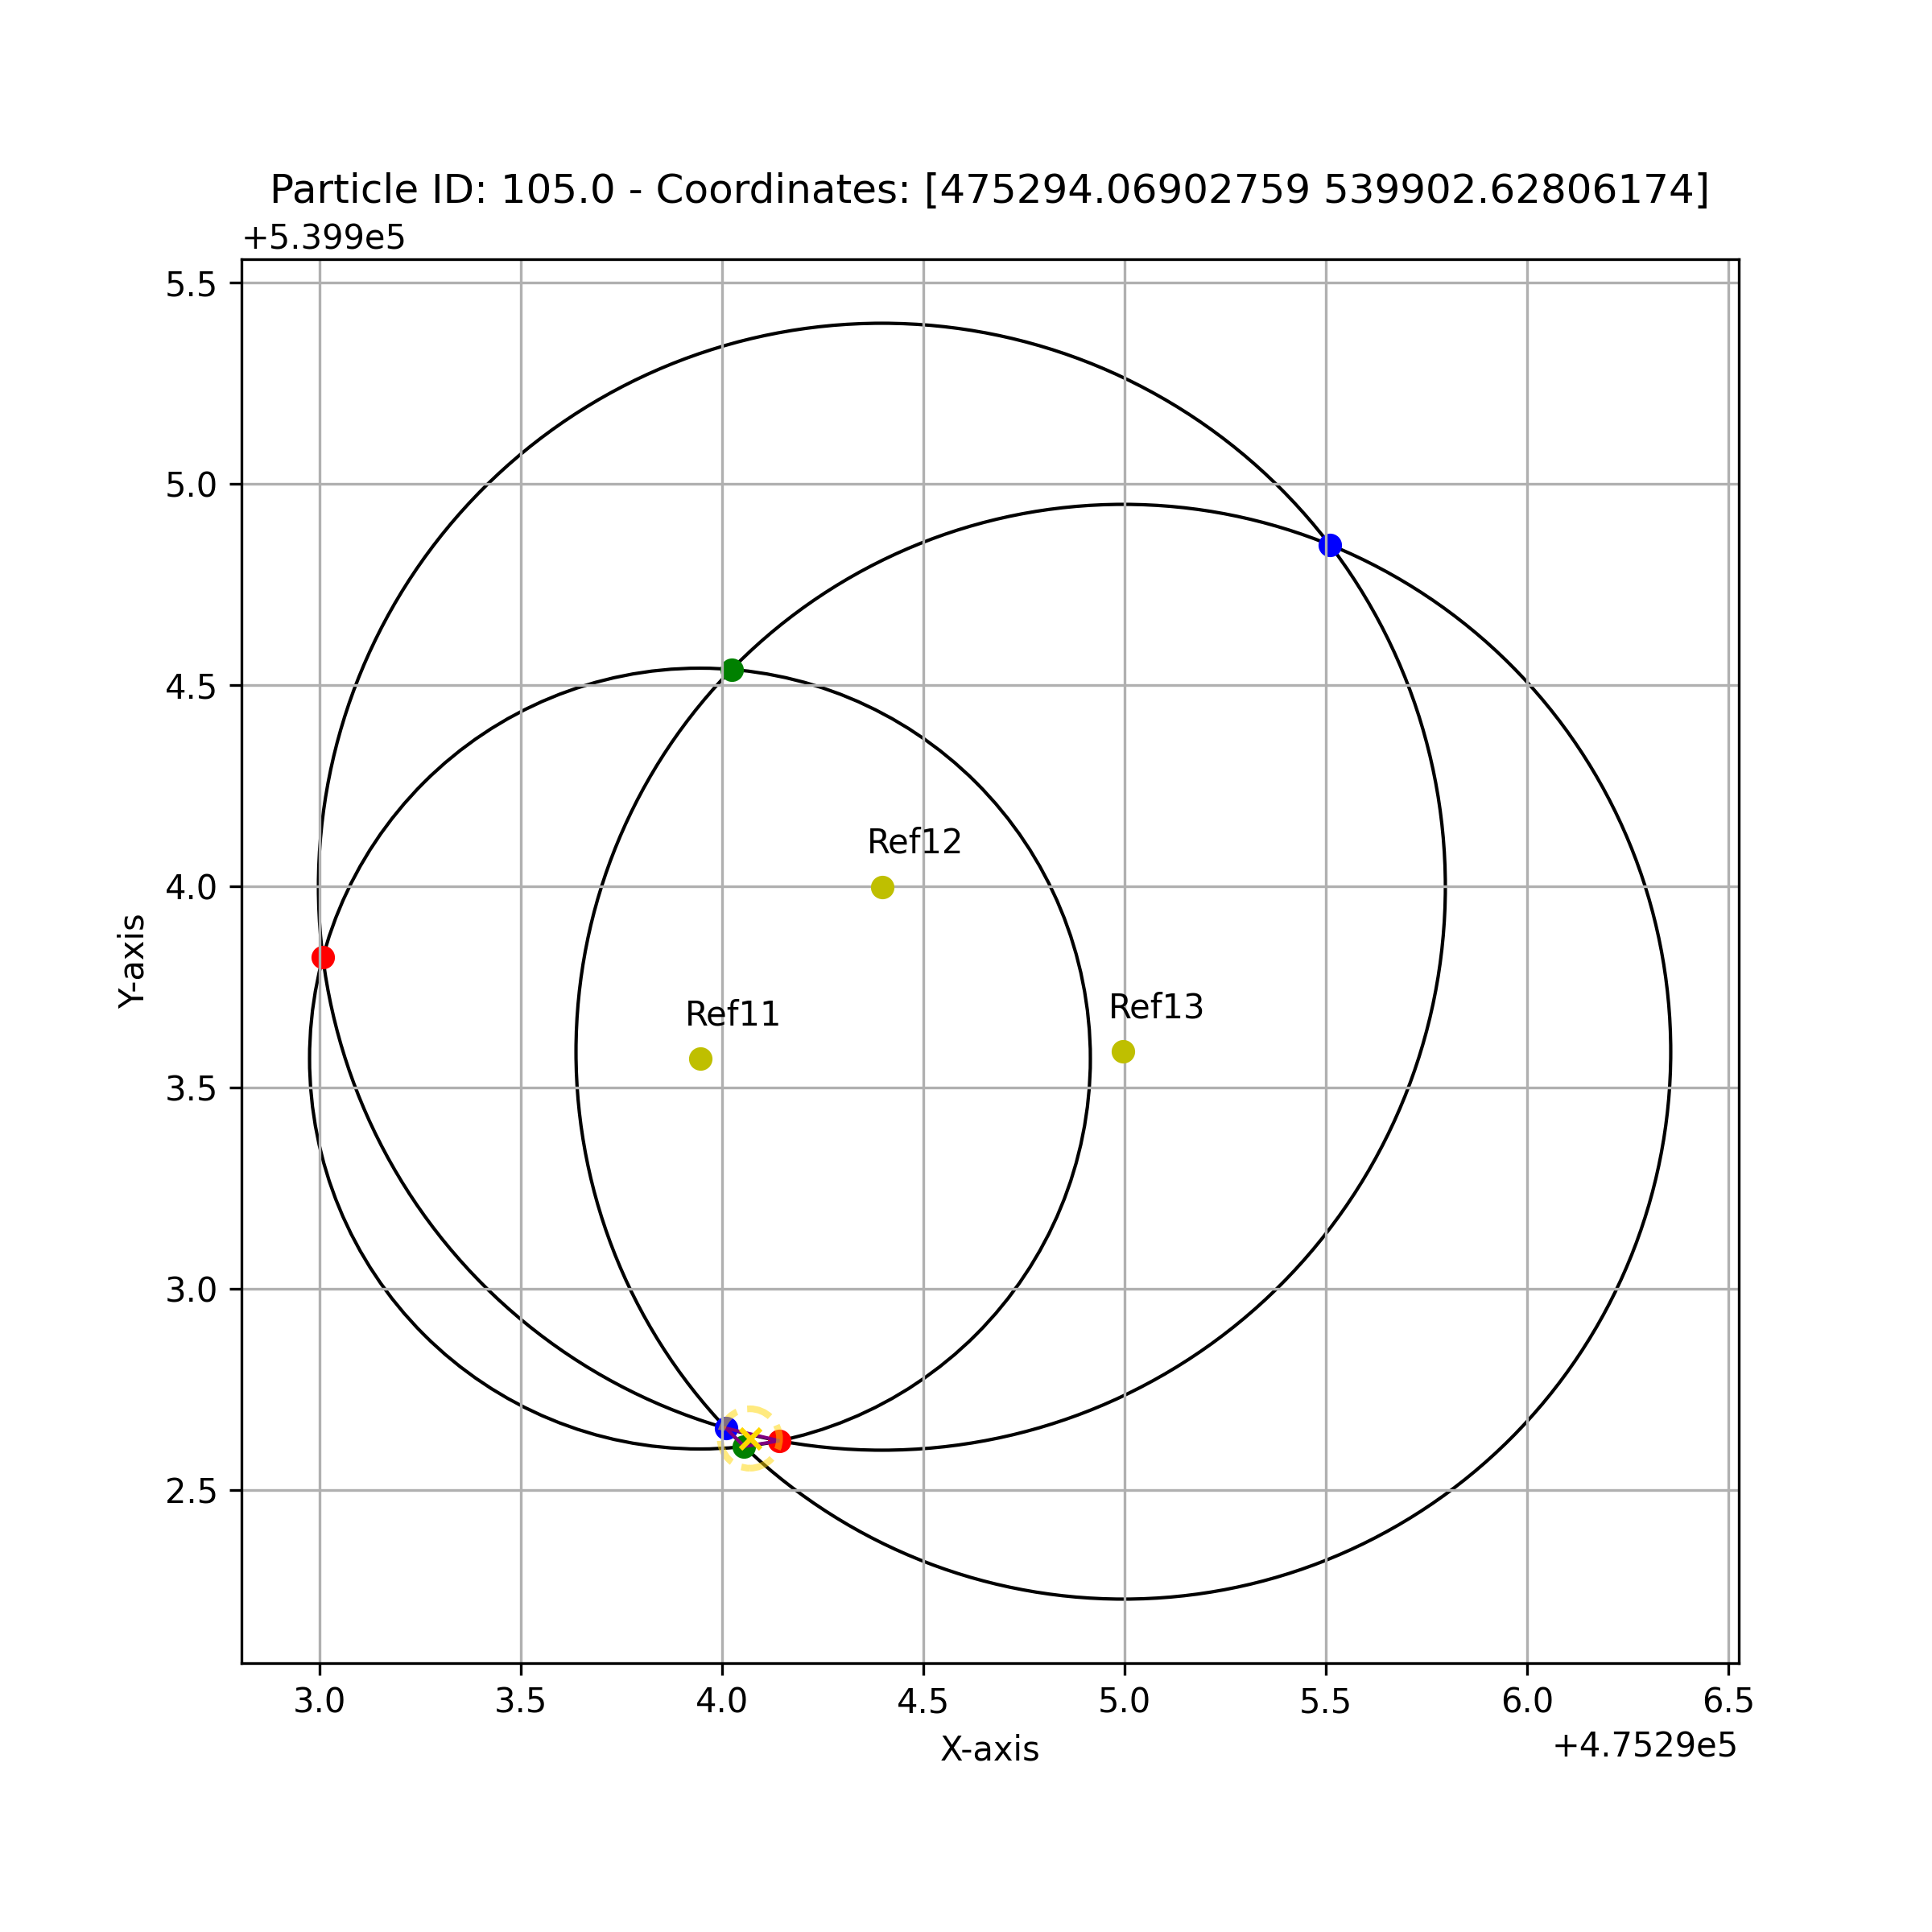 Particle ID: 105.0 - Coordinates: [475294.06902759 539902.62806174]
+5.399e5
5.5
5.0
4.5
4.0
3.5
3.0
2.5
Y-axis
Ref12
Ref11
Ref13
3.0 3.5 4.0 4.5 5.0 5.5 6.0 6.5
X-axis
+4.7529e5